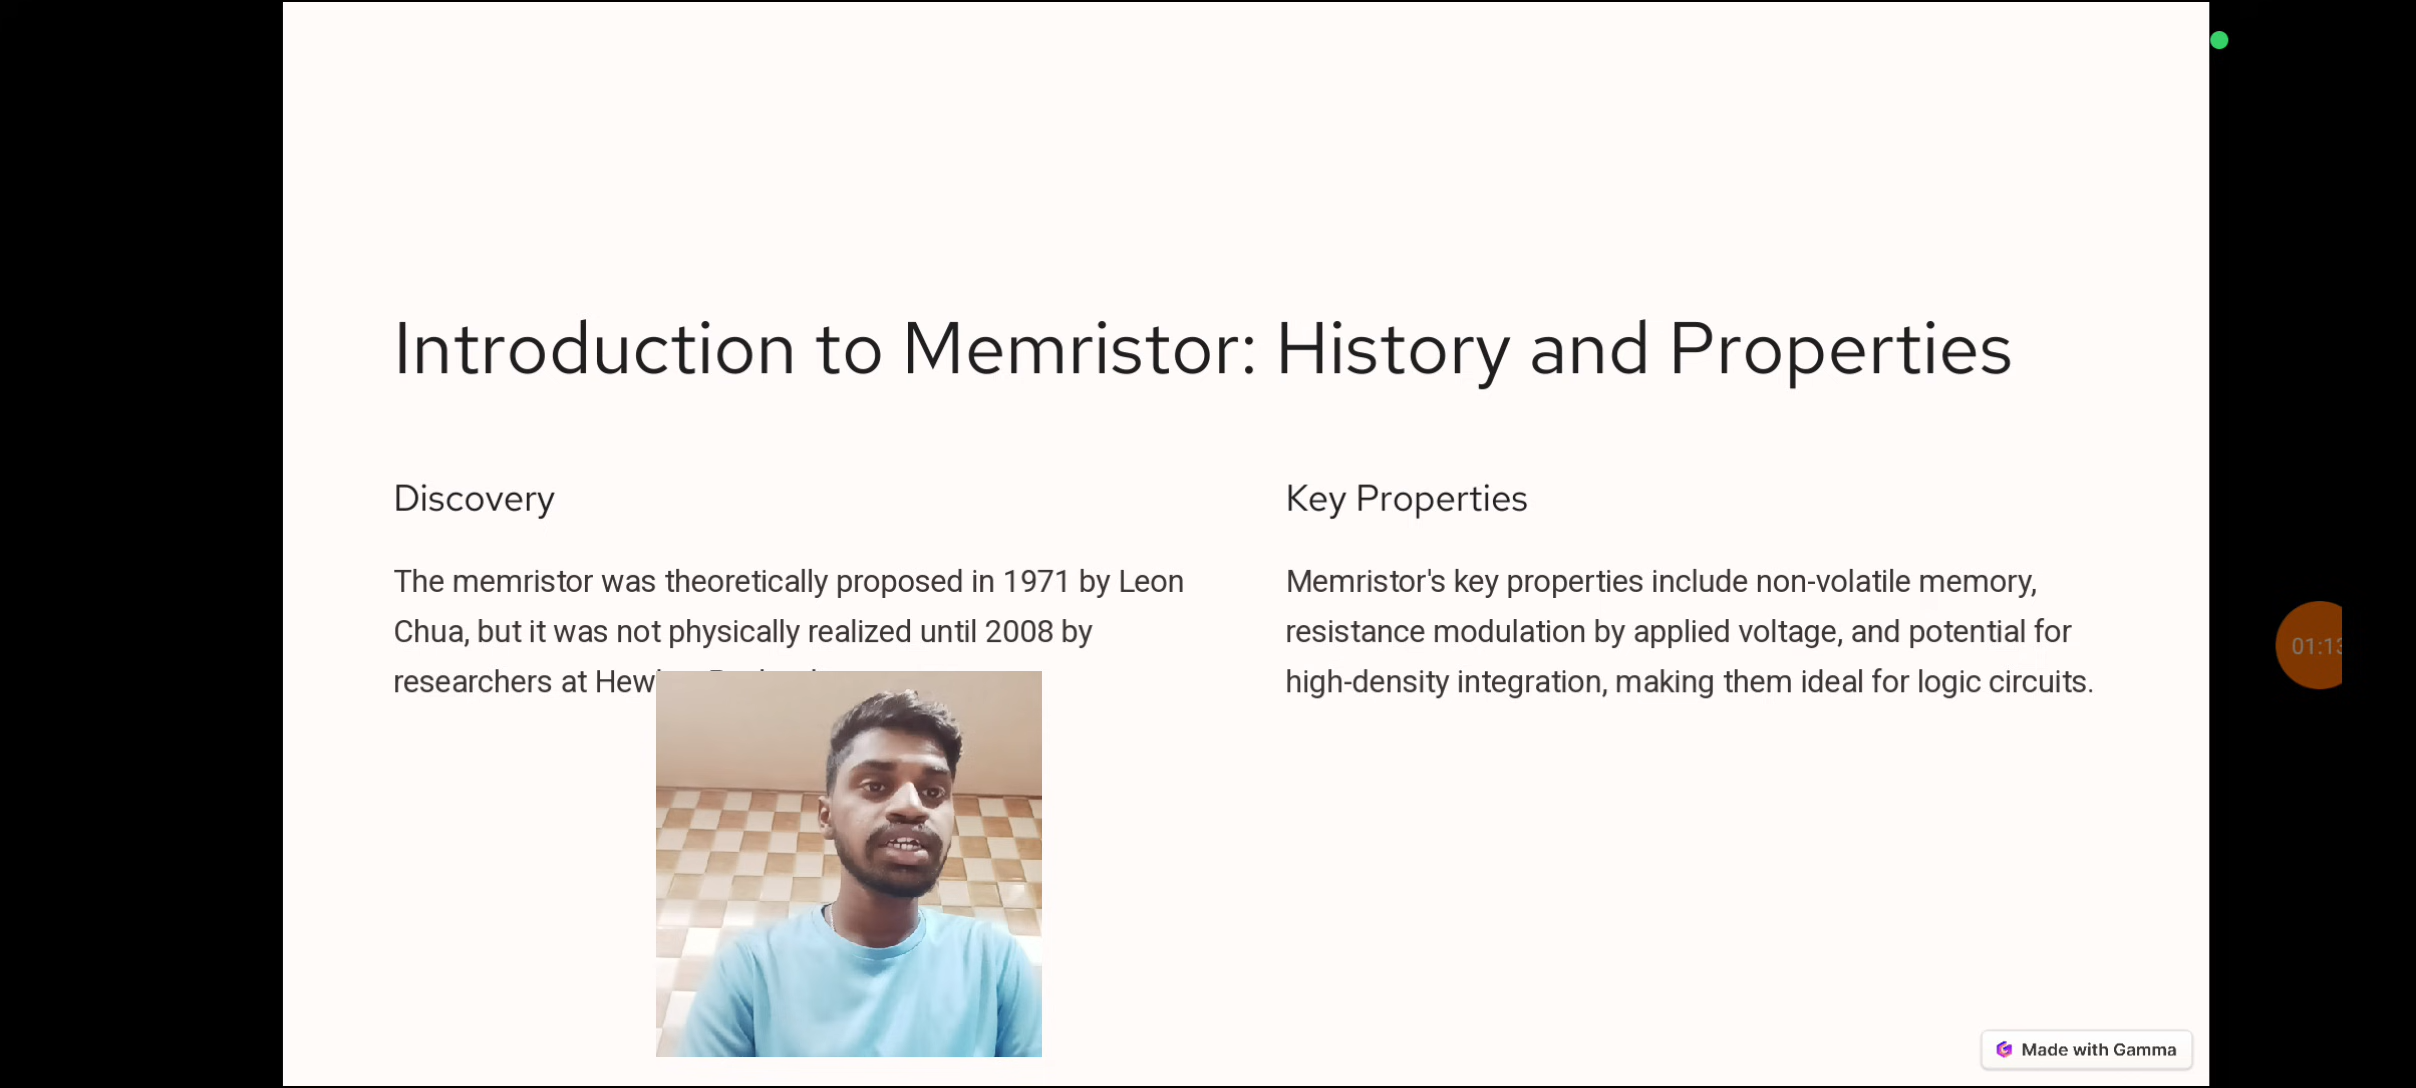 Introduction to Memristor: History and Properties
Discovery
The memristor was theoretically proposed in 1971 by Leon
Chua, but it was not physically realized until 2008 by
researchers at
Key Properties
Memristor's key properties include non-volatile memory,
resistance modulation by applied voltage, and potential for
high-density integration, making them ideal for logic circuits.
01:13
Made with Gamma